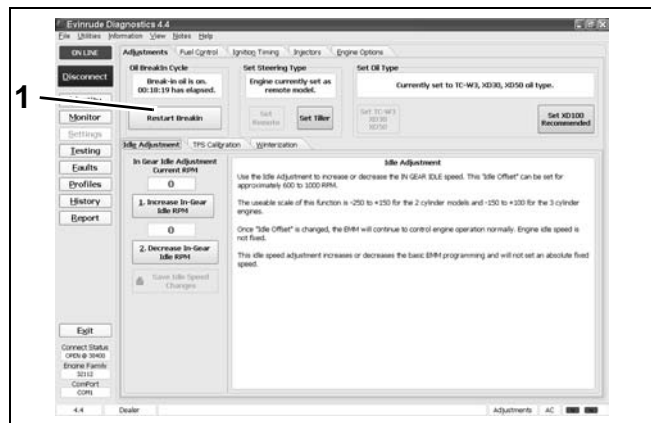 Evinrude Diagnostics 4.4
File Utilities Information View Notes Help
ON LINE
Disconnect
Monitor
Settings
Testing
Faults
Profiles
History
Report
Exit
Connect Status
OPEN @ 38400
Engine Family
ComPort
COM1
1
Adjustments Fuel Control Ignition Timing Injectors Engine Options
Oil Breakin Cycle
Break-in oil is on.
00:18:19 has elapsed.
Restart Breakin
Set Steering Type
Engine currently set as
remote model.
Set
Remote
Set Tiller
Set Oil Type
Currently set to TC-W3, XD30, XD50 oil type.
Set TC-W3
XD30
XD50
Set XD100
Recommended
Idle Adjustment TPS Calibration Winterization
In Gear Idle Adjustment
Current RPM
0
1. Increase In-Gear
Idle RPM
0
2. Decrease In-Gear
Idle RPM
Save Idle Speed
Changes
Idle Adjustment
Use the Idle Adjustment to increase or decrease the IN GEAR IDLE speed. This "Idle Offset" can be set for
approximately 600 to 1000 RPM.
The useable scale of this function is -250 to +150 for the 2 cylinder models and -150 to +100 for the 3 cylinder
engines.
Once "Idle Offset" is changed, the EMM will continue to control engine operation normally. Engine idle speed is
not fixed.
This idle speed adjustment increases or decreases the basic EMM programming and will not set an absolute fixed
speed.
4.4 Dealer Adjustments AC